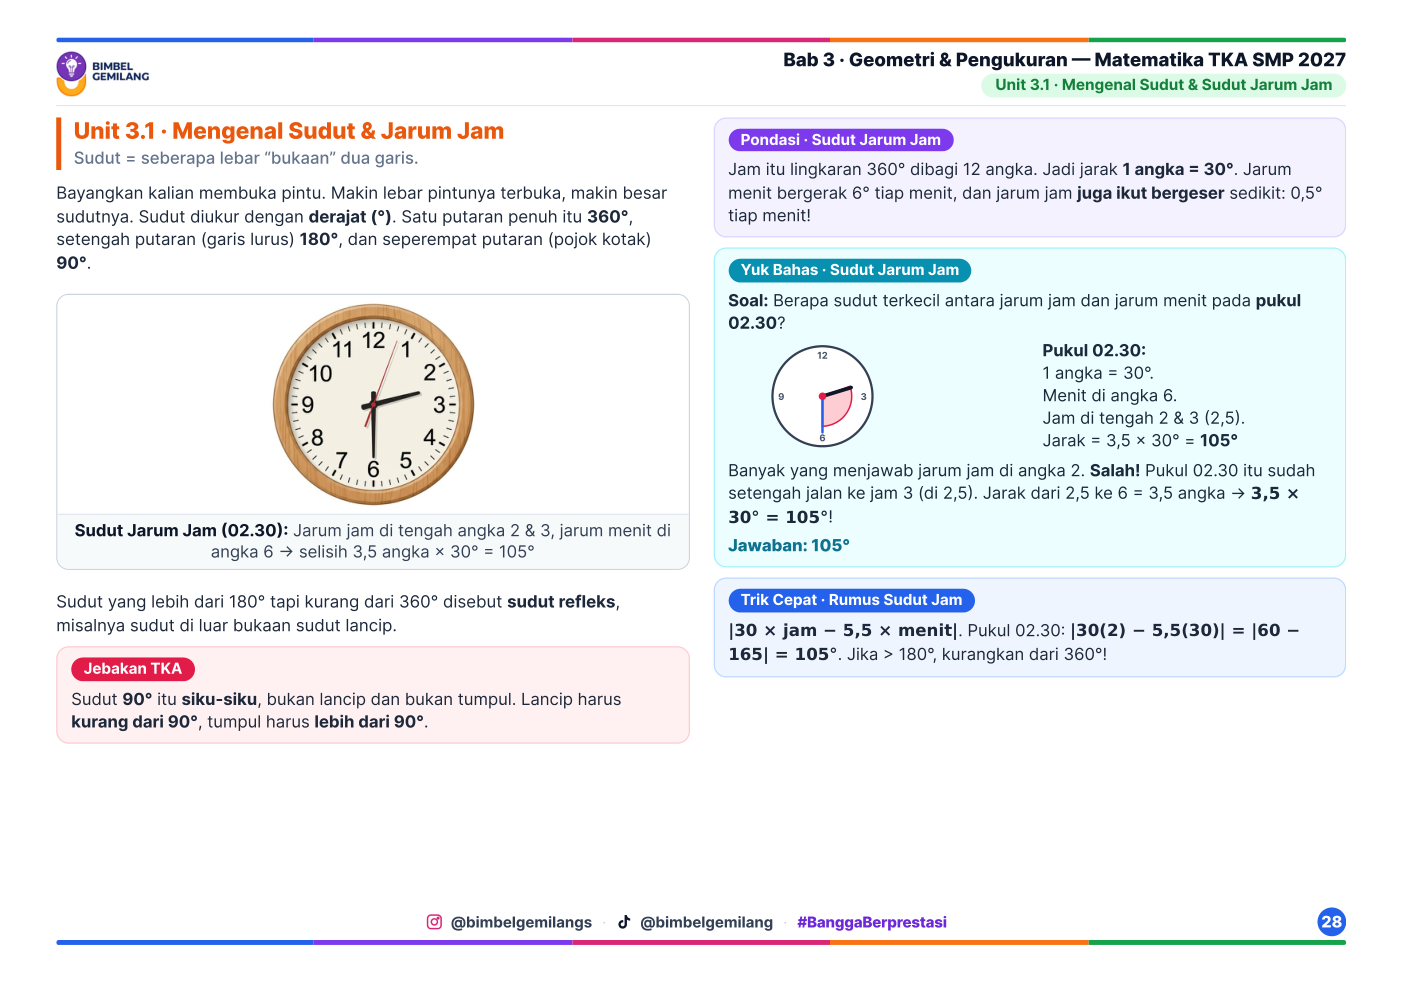 BIMBEL
GEMILANG
Bab 3 · Geometri & Pengukuran — Matematika TKA SMP 2027
Unit 3.1 · Mengenal Sudut & Sudut Jarum Jam
Unit 3.1 · Mengenal Sudut & Jarum Jam
Sudut = seberapa lebar “bukaan” dua garis.
Bayangkan kalian membuka pintu. Makin lebar pintunya terbuka, makin besar
sudutnya. Sudut diukur dengan derajat (°). Satu putaran penuh itu 360°,
setengah putaran (garis lurus) 180°, dan seperempat putaran (pojok kotak)
90°.
12
1
2
3
4
5
6
7
8
9
10
11
Sudut Jarum Jam (02.30): Jarum jam di tengah angka 2 & 3, jarum menit di
angka 6 → selisih 3,5 angka × 30° = 105°
Sudut yang lebih dari 180° tapi kurang dari 360° disebut sudut refleks,
misalnya sudut di luar bukaan sudut lancip.
Jebakan TKA
Sudut 90° itu siku-siku, bukan lancip dan bukan tumpul. Lancip harus
kurang dari 90°, tumpul harus lebih dari 90°.
Pondasi · Sudut Jarum Jam
Jam itu lingkaran 360° dibagi 12 angka. Jadi jarak 1 angka = 30°. Jarum
menit bergerak 6° tiap menit, dan jarum jam juga ikut bergeser sedikit: 0,5°
tiap menit!
Yuk Bahas · Sudut Jarum Jam
Soal: Berapa sudut terkecil antara jarum jam dan jarum menit pada pukul
02.30?
12
9
3
6
Pukul 02.30:
1 angka = 30°.
Menit di angka 6.
Jam di tengah 2 & 3 (2,5).
Jarak = 3,5 × 30° = 105°
Banyak yang menjawab jarum jam di angka 2. Salah! Pukul 02.30 itu sudah
setengah jalan ke jam 3 (di 2,5). Jarak dari 2,5 ke 6 = 3,5 angka → 3,5 ×
30° = 105°!
Jawaban: 105°
Trik Cepat · Rumus Sudut Jam
|30 × jam − 5,5 × menit|. Pukul 02.30: |30(2) − 5,5(30)| = |60 −
165| = 105°. Jika > 180°, kurangkan dari 360°!
@bimbelgemilangs · @bimbelgemilang · #BanggaBerprestasi
28